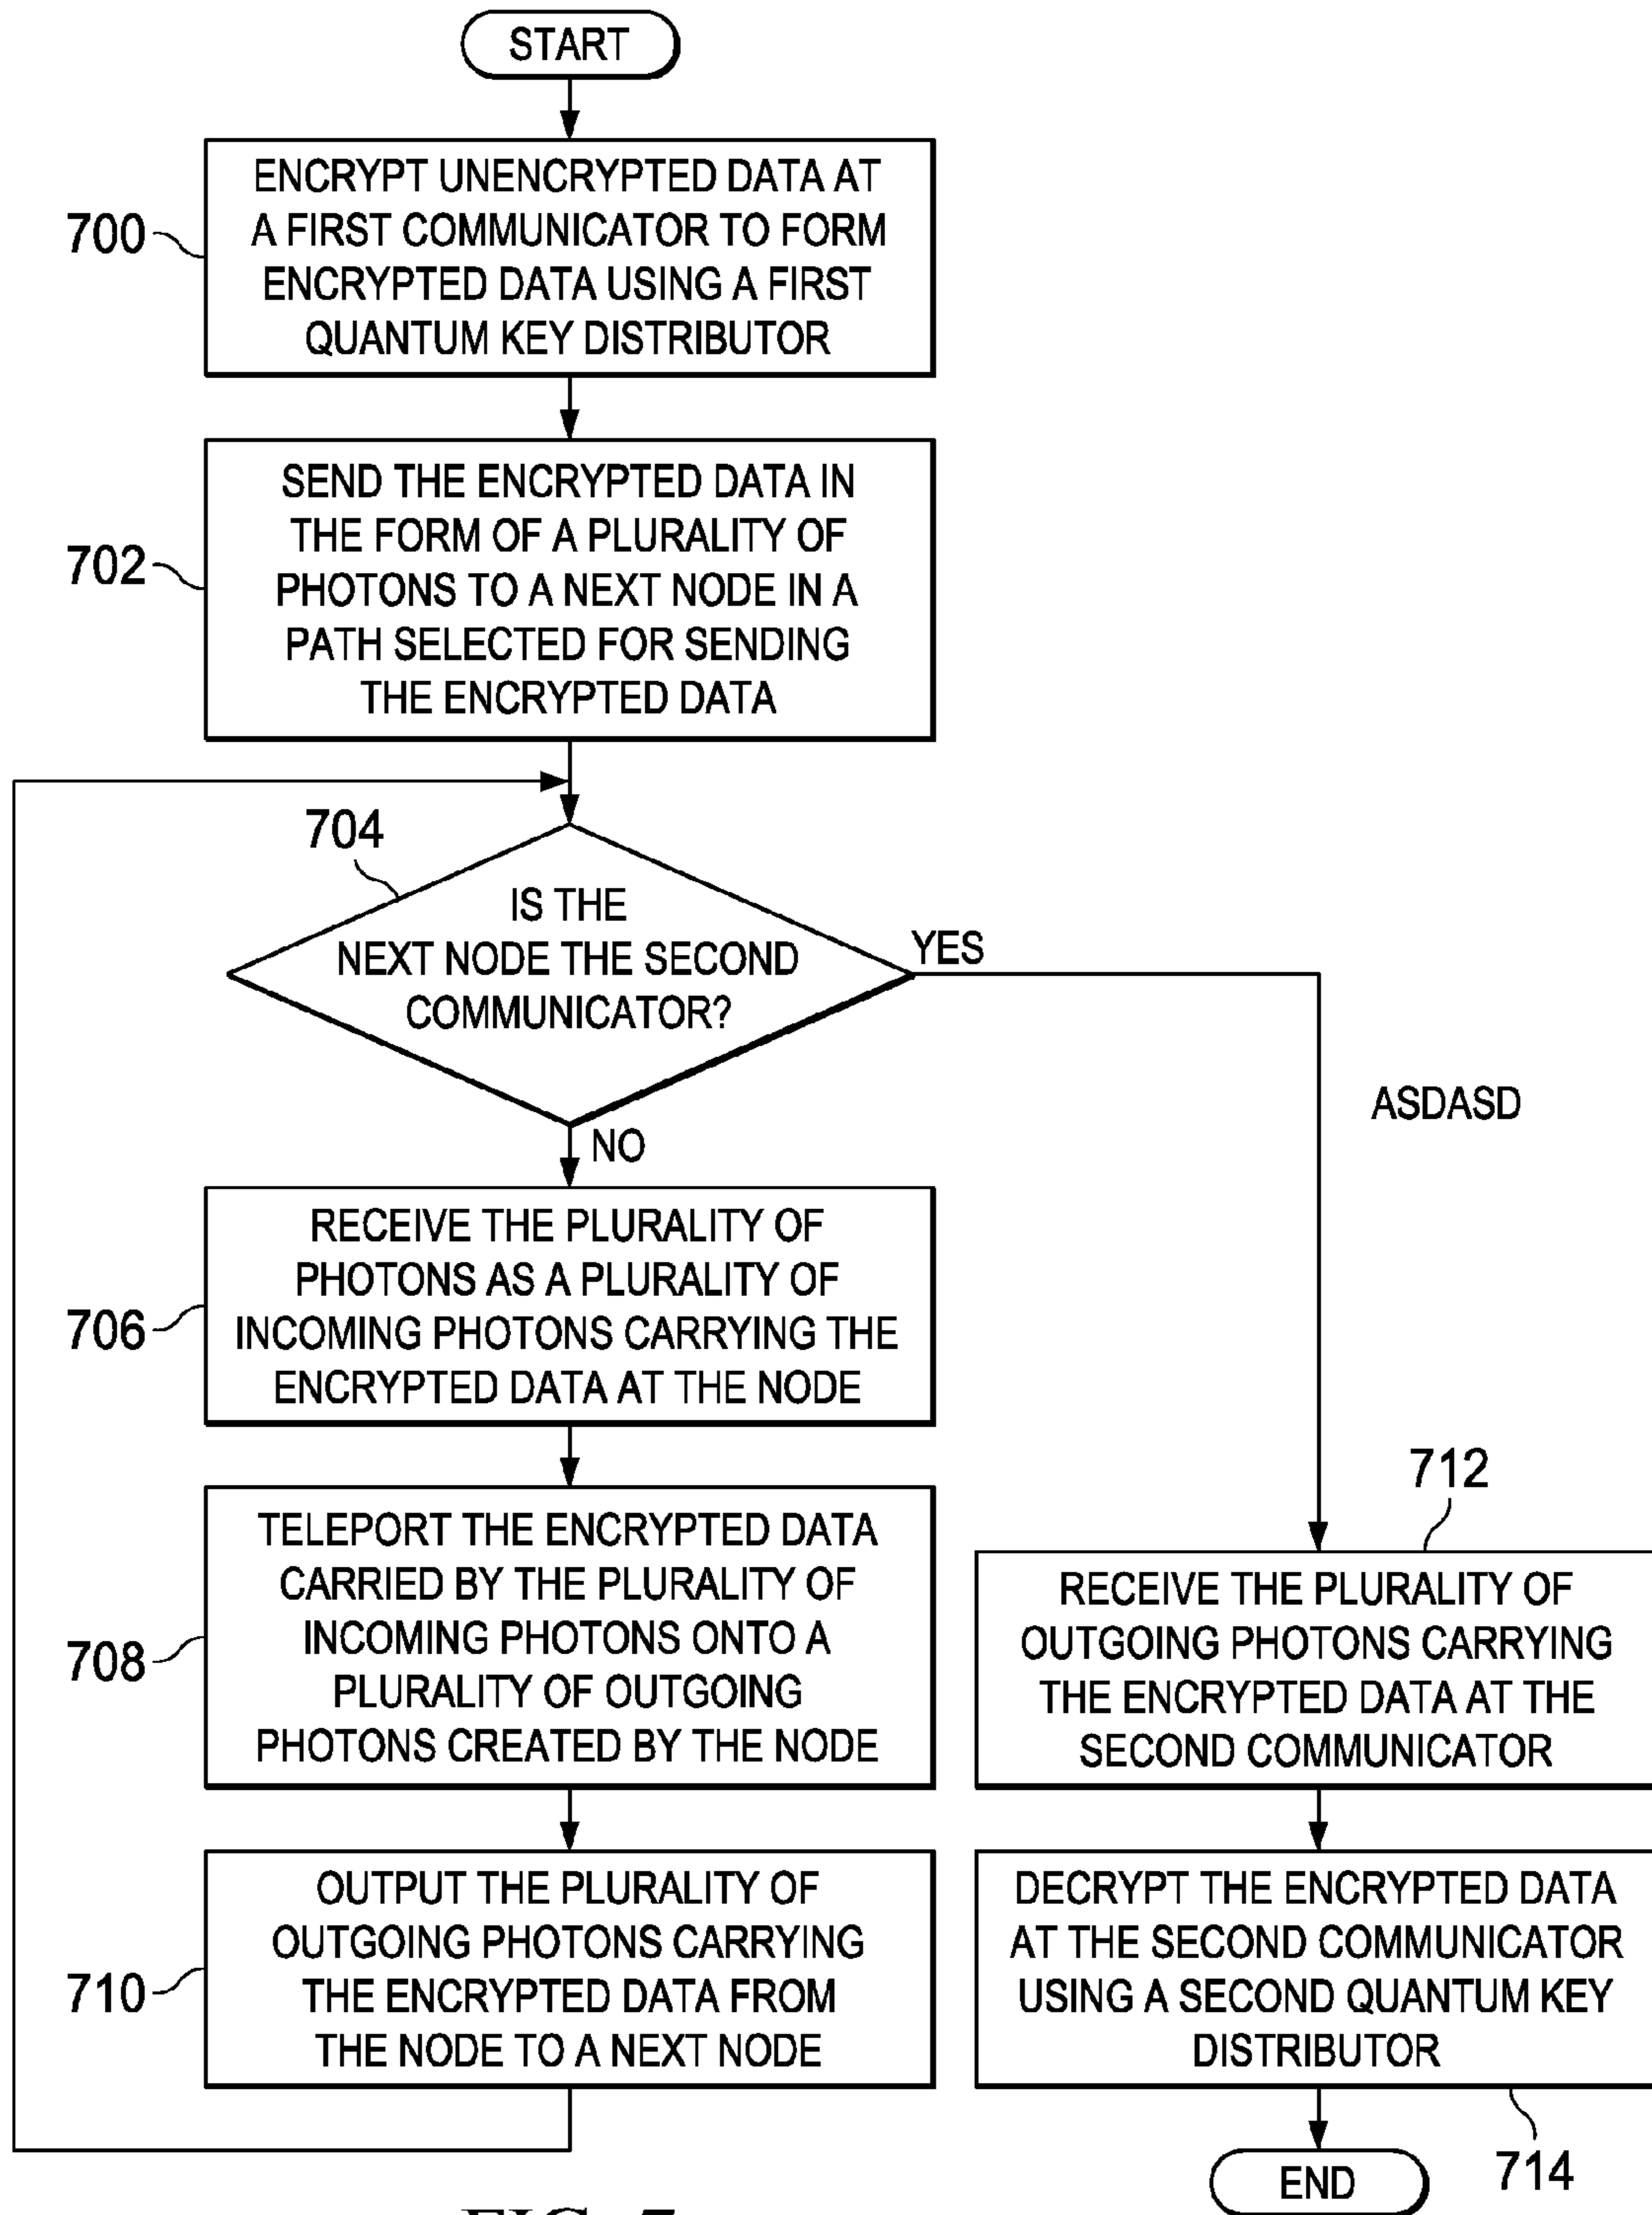 START
700
ENCRYPT UNENCRYPTED DATA AT
A FIRST COMMUNICATOR TO FORM
ENCRYPTED DATA USING A FIRST
QUANTUM KEY DISTRIBUTOR
702
SEND THE ENCRYPTED DATA IN
THE FORM OF A PLURALITY OF
PHOTONS TO A NEXT NODE IN A
PATH SELECTED FOR SENDING
THE ENCRYPTED DATA
704
IS THE
NEXT NODE THE SECOND
COMMUNICATOR?
YES
NO
ASDASD
706
RECEIVE THE PLURALITY OF
PHOTONS AS A PLURALITY OF
INCOMING PHOTONS CARRYING THE
ENCRYPTED DATA AT THE NODE
708
TELEPORT THE ENCRYPTED DATA
CARRIED BY THE PLURALITY OF
INCOMING PHOTONS ONTO A
PLURALITY OF OUTGOING
PHOTONS CREATED BY THE NODE
710
OUTPUT THE PLURALITY OF
OUTGOING PHOTONS CARRYING
THE ENCRYPTED DATA FROM
THE NODE TO A NEXT NODE
712
RECEIVE THE PLURALITY OF
OUTGOING PHOTONS CARRYING
THE ENCRYPTED DATA AT THE
SECOND COMMUNICATOR
DECRYPT THE ENCRYPTED DATA
AT THE SECOND COMMUNICATOR
USING A SECOND QUANTUM KEY
DISTRIBUTOR
714
END